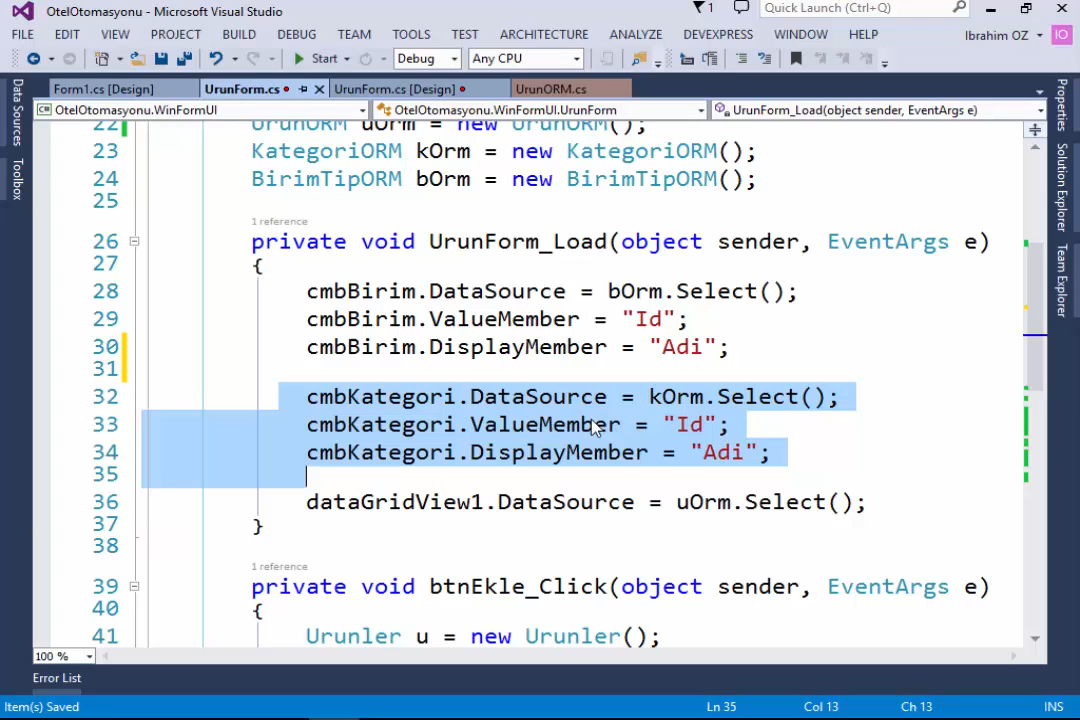 OtelOtomasyonu - Microsoft Visual Studio
1
Quick Launch (Ctrl+Q)
FILE EDIT VIEW PROJECT BUILD DEBUG TEAM TOOLS TEST ARCHITECTURE ANALYZE DEVEXPRESS WINDOW HELP
Ibrahim OZ
IO
Start
Debug
Any CPU
Form1.cs [Design]
UrunForm.cs
UrunForm.cs [Design]
UrunORM.cs
OtelOtomasyonu.WinFormUI
OtelOtomasyonu.WinFormUI.UrunForm
UrunForm_Load(object sender, EventArgs e)
Data Sources
Toolbox
Properties
Solution Explorer
Team Explorer
22 UrunORM uOrm = new UrunORM();
23 KategoriORM kOrm = new KategoriORM();
24 BirimTipORM bOrm = new BirimTipORM();
25
1 reference
26 private void UrunForm_Load(object sender, EventArgs e)
27 {
28 cmbBirim.DataSource = bOrm.Select();
29 cmbBirim.ValueMember = "Id";
30 cmbBirim.DisplayMember = "Adi";
31
32 cmbKategori.DataSource = kOrm.Select();
33 cmbKategori.ValueMember = "Id";
34 cmbKategori.DisplayMember = "Adi";
35
36 dataGridView1.DataSource = uOrm.Select();
37 }
38
1 reference
39 private void btnEkle_Click(object sender, EventArgs e)
40 {
41 Urunler u = new Urunler();
100 %
Error List
Item(s) Saved
Ln 35
Col 13
Ch 13
INS